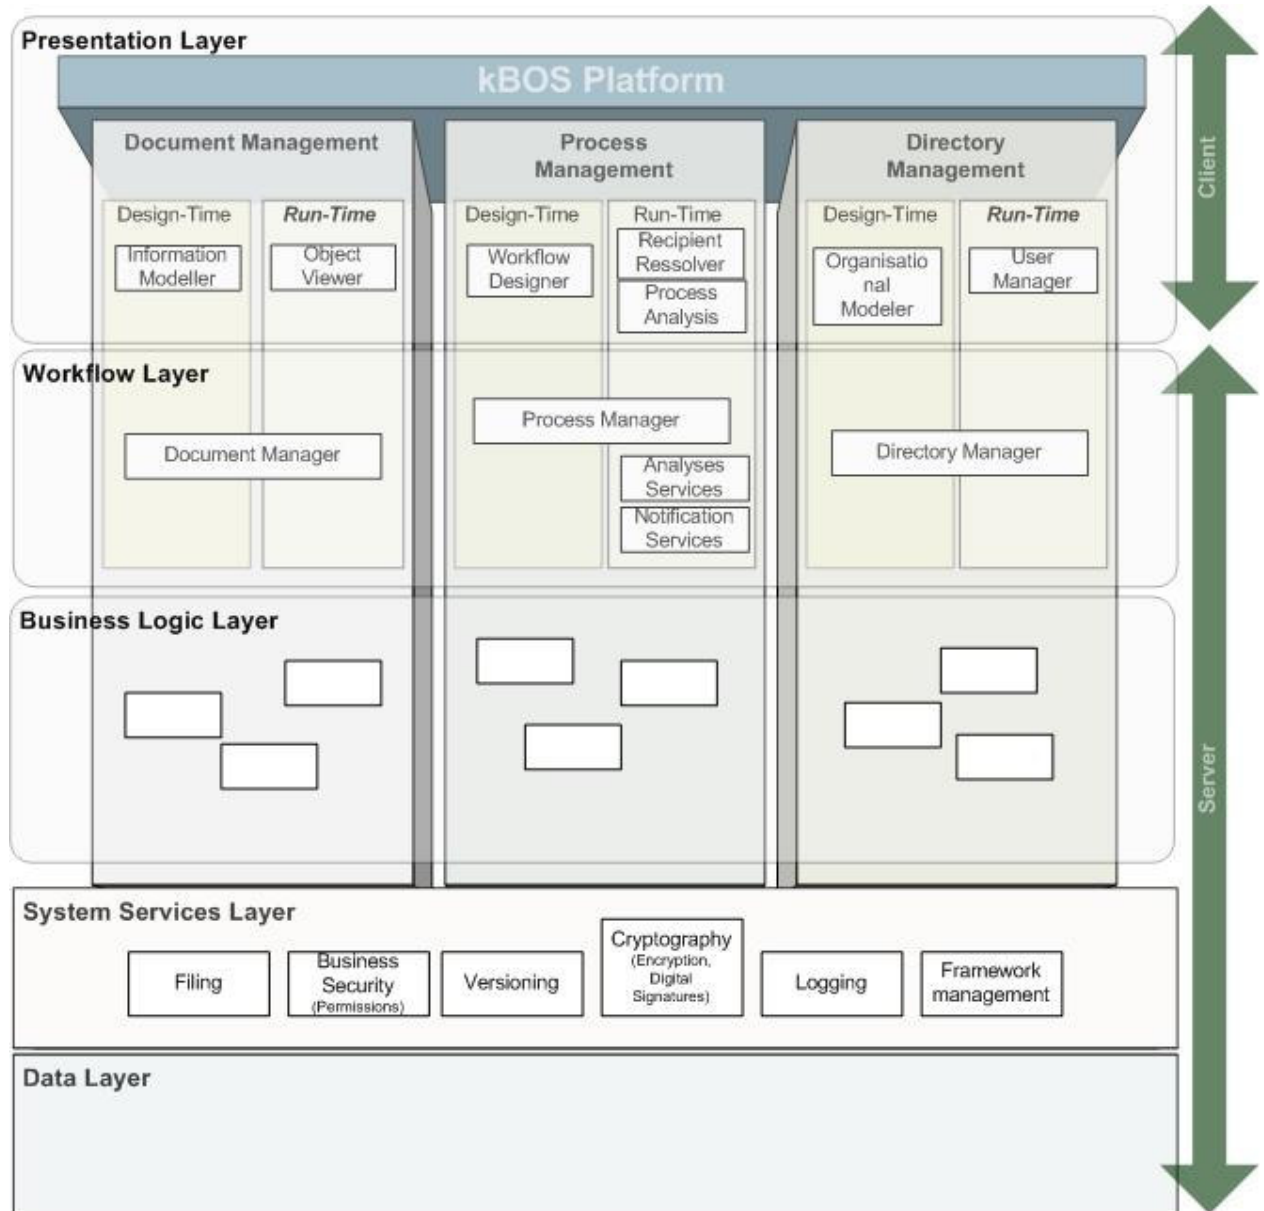 Presentation Layer
kBOS Platform
Document Management
Process
Management
Directory
Management
Design-Time
Run-Time
Design-Time
Run-Time
Design-Time
Run-Time
Information
Modeller
Object
Viewer
Workflow
Designer
Recipient
Ressolver
Process
Analysis
Organisatio
nal
Modeler
User
Manager
Client
Workflow Layer
Document Manager
Process Manager
Analyses
Services
Notification
Services
Directory Manager
Business Logic Layer
Server
System Services Layer
Filing
Business
Security
(Permissions)
Versioning
Cryptography
(Encryption,
Digital
Signatures)
Logging
Framework
management
Data Layer